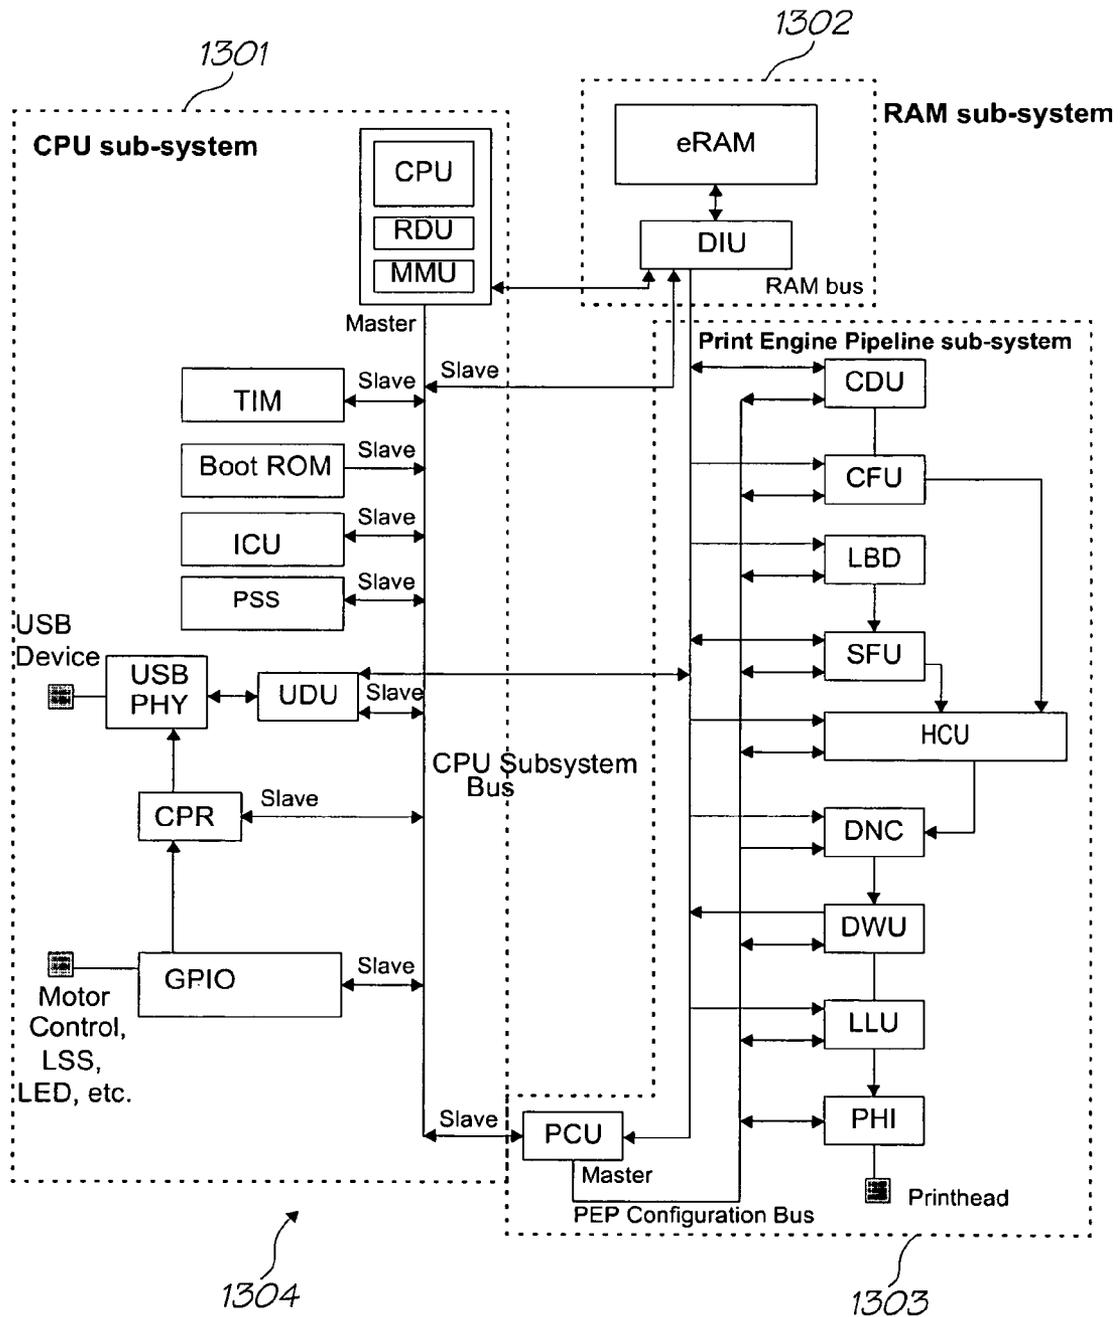 1301
1302
CPU sub-system
RAM sub-system
CPU
RDU
MMU
Master
eRAM
DIU
RAM bus
Slave
Print Engine Pipeline sub-system
TIM
Slave
Boot ROM
Slave
ICU
Slave
PSS
Slave
USB
Device
USB
PHY
UDU
Slave
CPU Subsystem
Bus
CPR
Slave
GPIO
Slave
Motor
Control,
LSS,
LED, etc.
CDU
CFU
LBD
SFU
HCU
DNC
DWU
LLU
PHI
Printhead
Slave
PCU
Master
PEP Configuration Bus
1304
1303